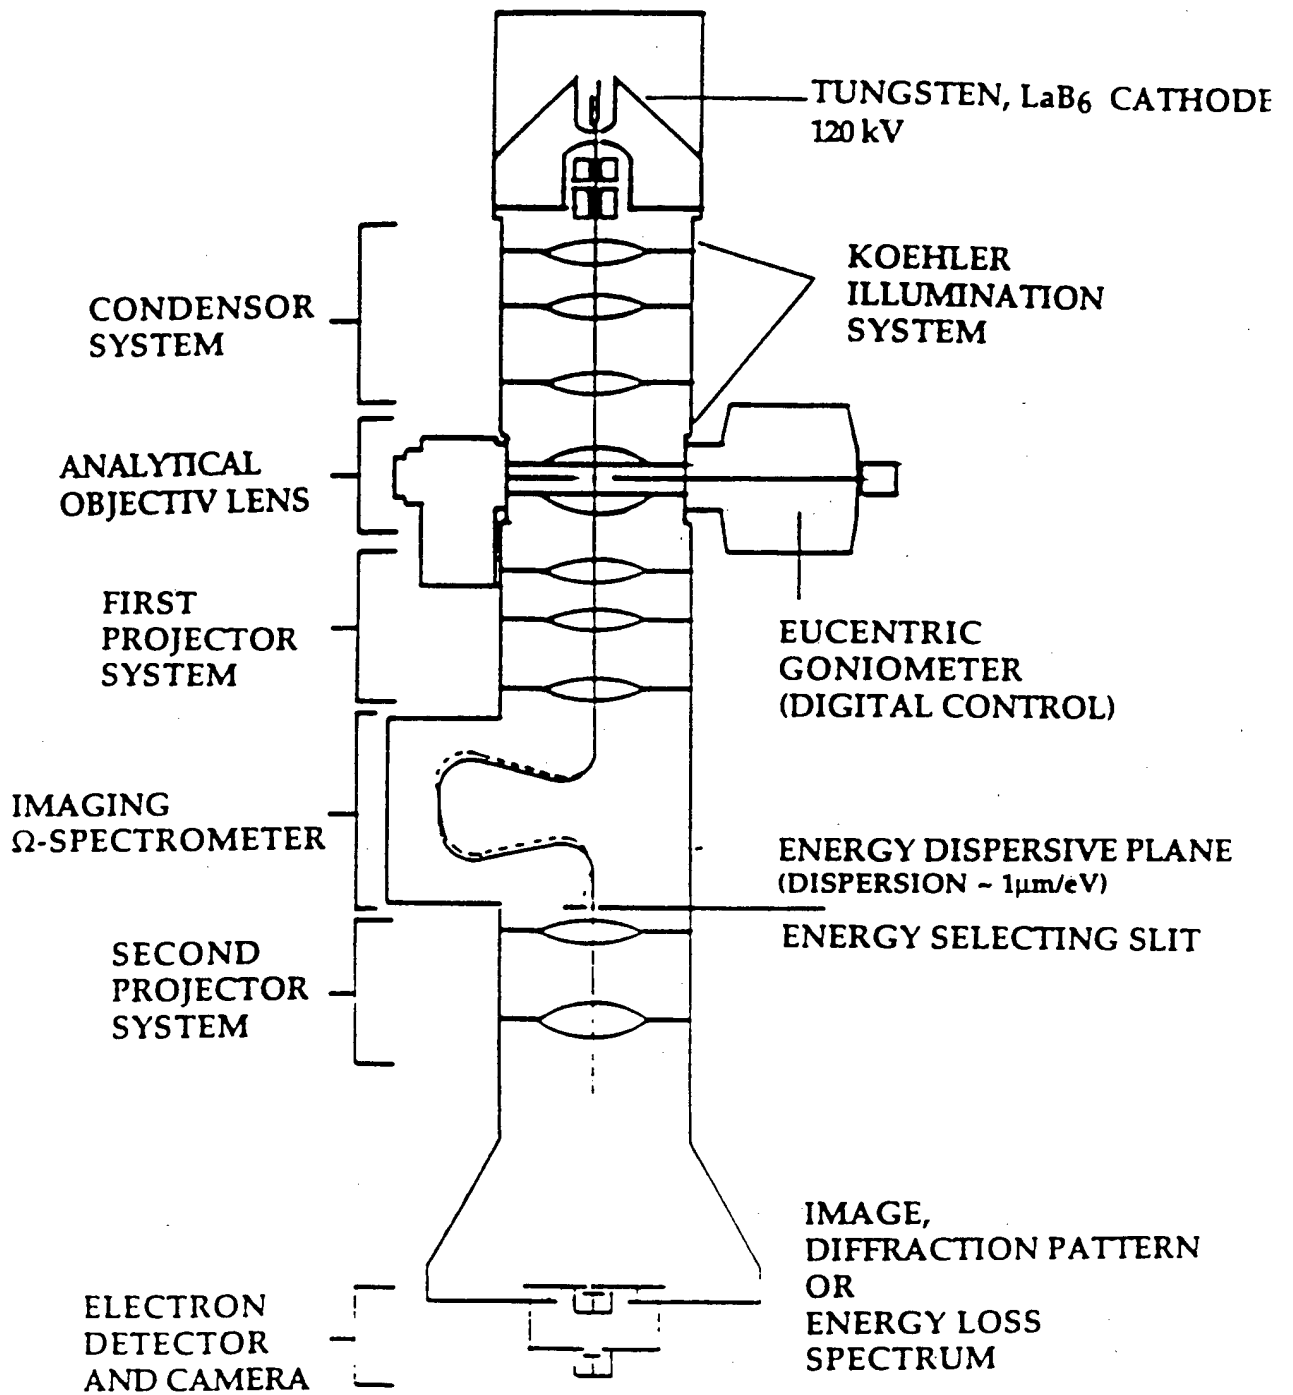 TUNGSTEN, LaB6 CATHODE
120 kV
KOEHLER
ILLUMINATION
SYSTEM
CONDENSOR
SYSTEM
ANALYTICAL
OBJECTIV LENS
FIRST
PROJECTOR
SYSTEM
EUCENTRIC
GONIOMETER
(DIGITAL CONTROL)
IMAGING
Ω-SPECTROMETER
ENERGY DISPERSIVE PLANE
(DISPERSION ~ 1μm/eV)
ENERGY SELECTING SLIT
SECOND
PROJECTOR
SYSTEM
IMAGE,
DIFFRACTION PATTERN
OR
ENERGY LOSS
SPECTRUM
ELECTRON
DETECTOR
AND CAMERA